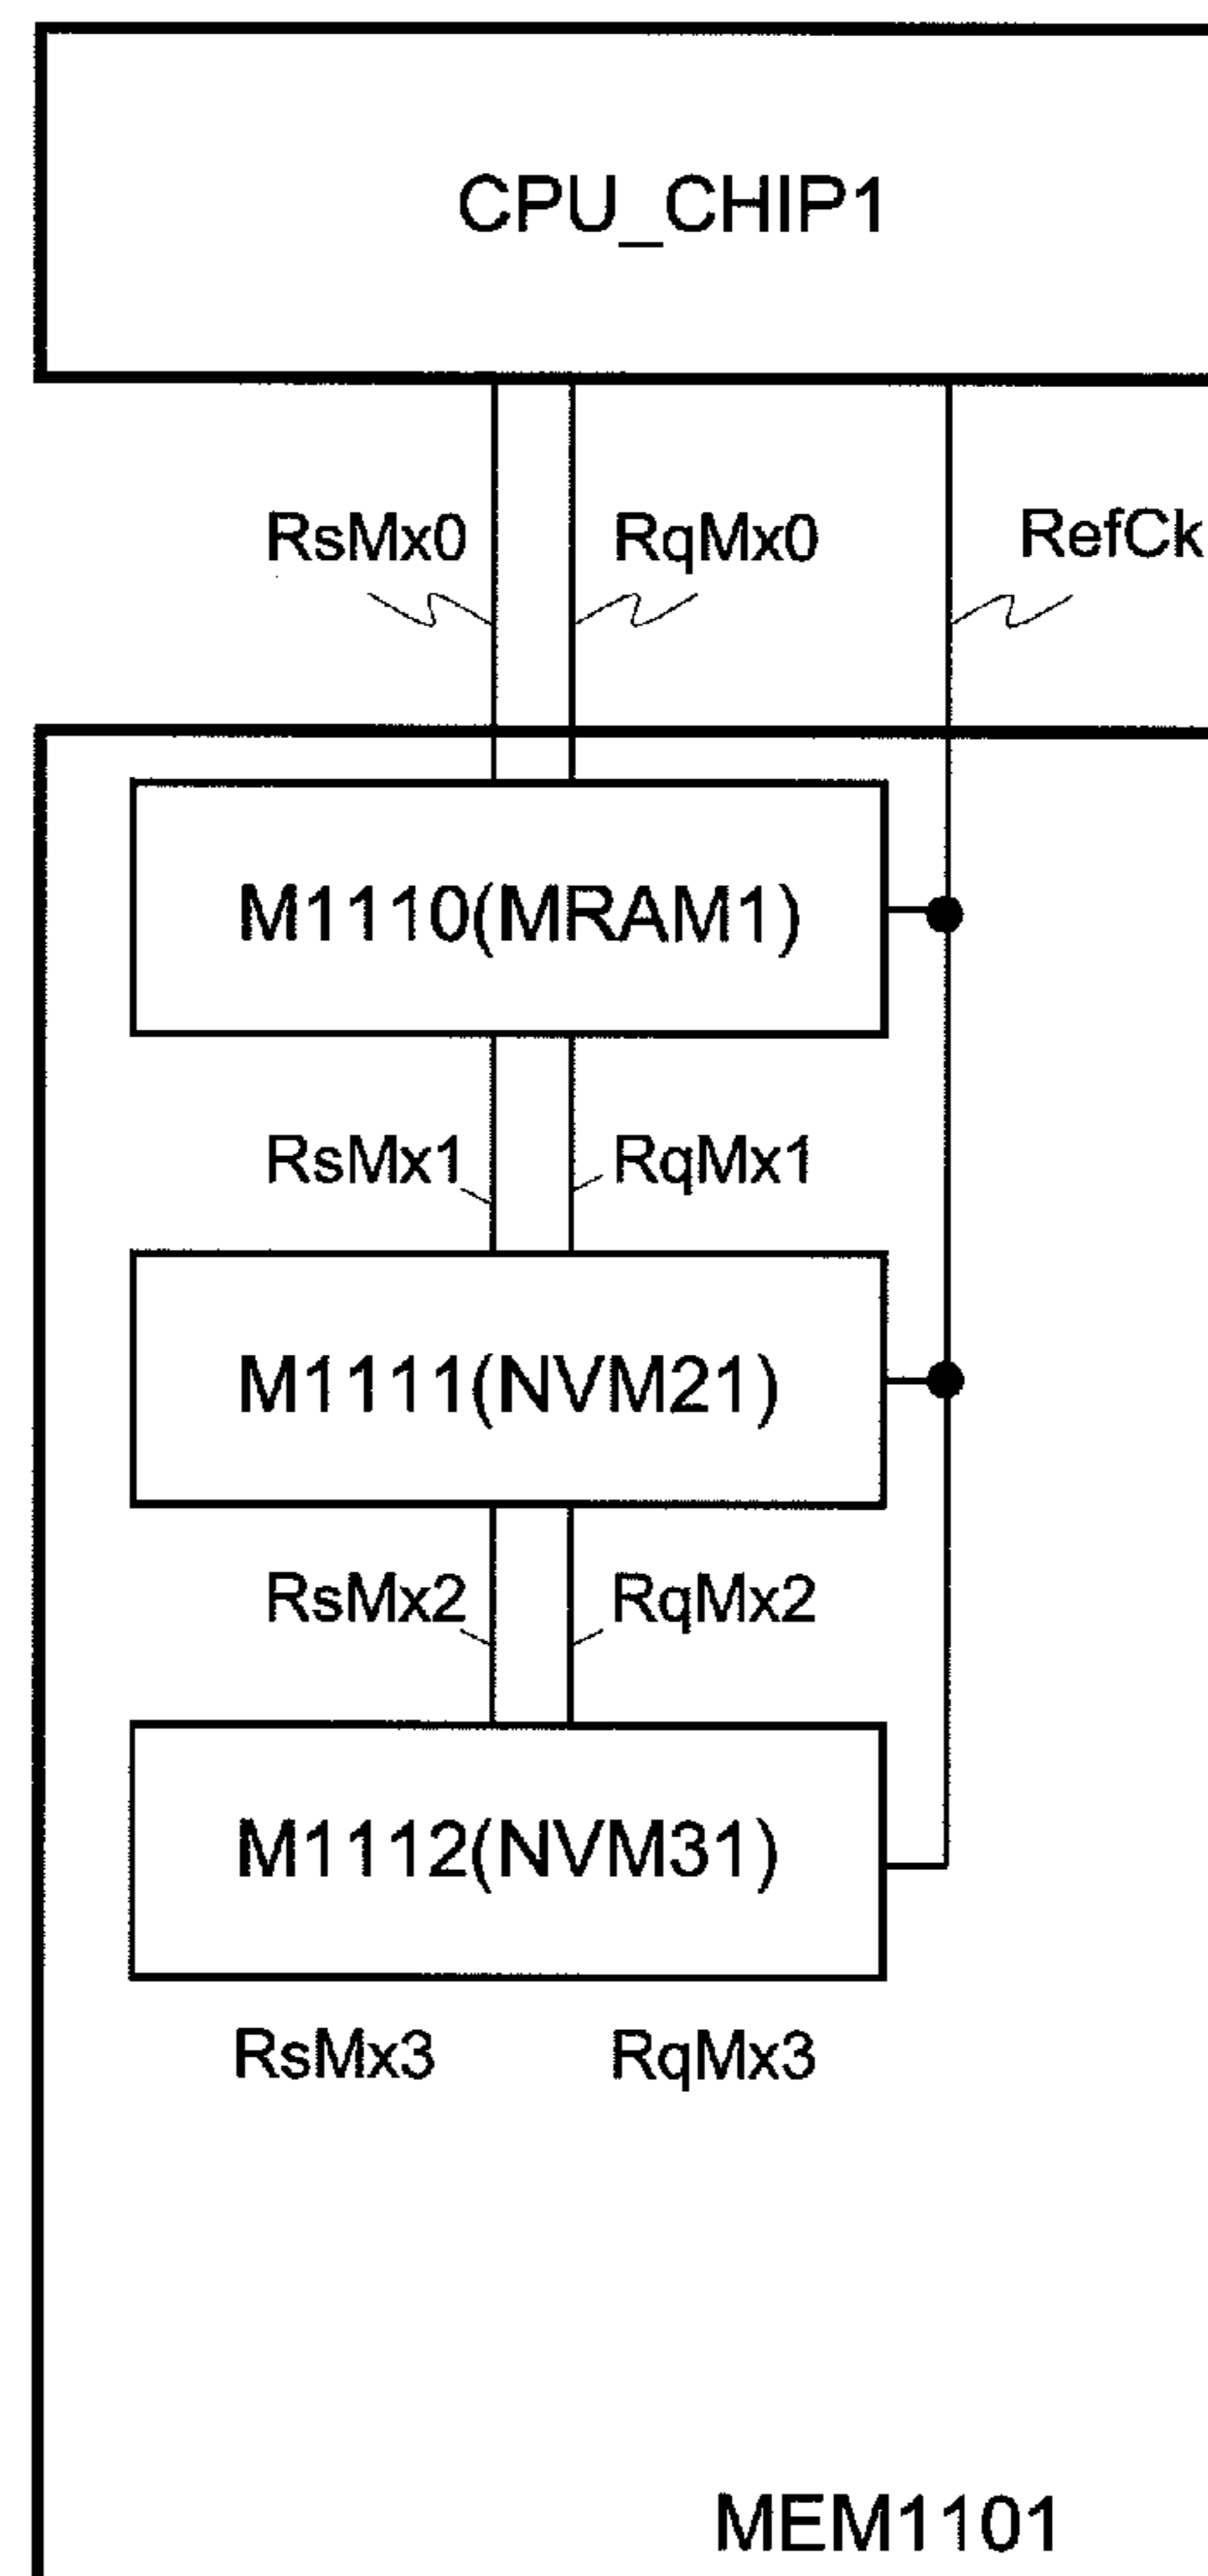 CPU_CHIP1
RsMx0 RqMx0 RefCk
M1110(MRAM1)
RsMx1 RqMx1
M1111(NVM21)
RsMx2 RqMx2
M1112(NVM31)
RsMx3 RqMx3
MEM1101